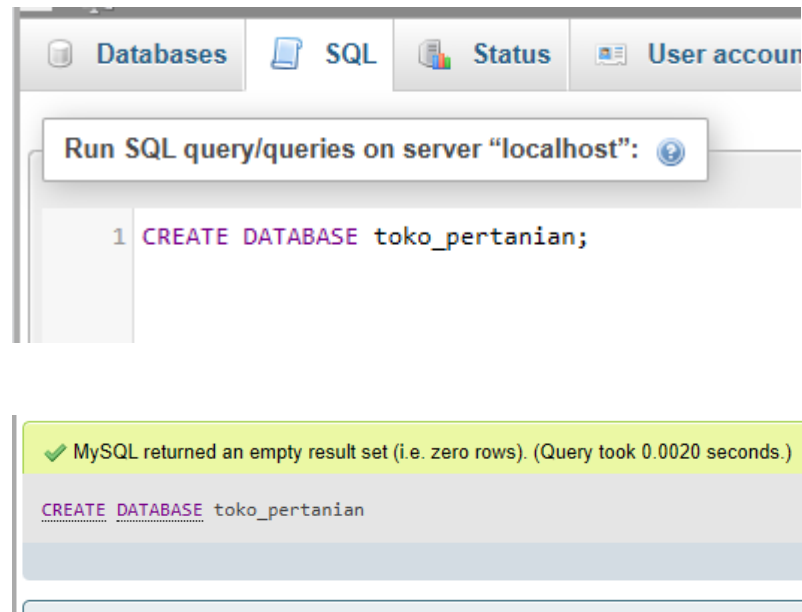 Databases SQL Status User accoun
Run SQL query/queries on server “localhost”:
1 CREATE DATABASE toko_pertanian;
MySQL returned an empty result set (i.e. zero rows). (Query took 0.0020 seconds.)
CREATE DATABASE toko_pertanian